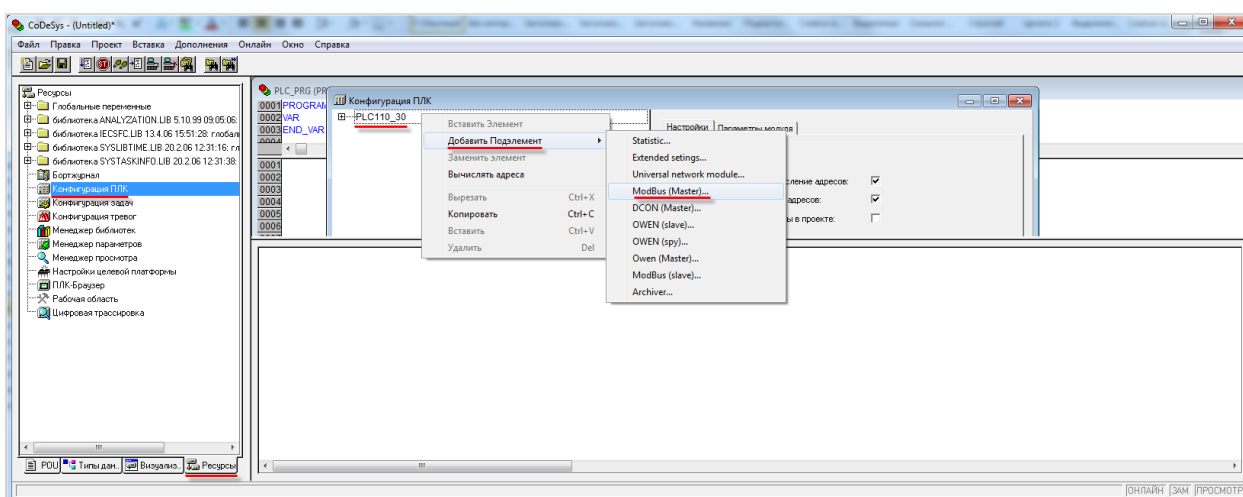 CoDeSys - (Untitled)*
Файл Правка Проект Вставка Дополнения Онлайн Окно Справка
Ресурсы
Глобальные переменные
библиотека ANALYZATION.LIB 5.10.99 09:05:06:
библиотека IECSFC.LIB 13.4.06 15:51:28: глобал
библиотека SYSLIBTIME.LIB 20.2.06 12:31:16: гл
библиотека SYSTASKINFO.LIB 20.2.06 12:31:38:
Бортжурнал
Конфигурация ПЛК
Конфигурация задач
Конфигурация тревог
Менеджер библиотек
Менеджер параметров
Менеджер просмотра
Настройки целевой платформы
ПЛК-Браузер
Рабочая область
Цифровая трассировка
POU
Типы дан..
Визуализ..
Ресурсы
PLC_PRG (PR
0001 PROGRAM
0002 VAR
0003 END_VAR
0004
0001
0002
0003
0004
0005
0006
Конфигурация ПЛК
PLC110_30
Настройки
Параметры модуля
сление адресов:
адресов:
ы в проекте:
Вставить Элемент
Добавить Подэлемент
Заменить элемент
Вычислять адреса
Вырезать Ctrl+X
Копировать Ctrl+C
Вставить Ctrl+V
Удалить Del
Statistic...
Extended setings...
Universal network module...
ModBus (Master)...
DCON (Master)...
OWEN (slave)...
OWEN (spy)...
Owen (Master)...
ModBus (slave)...
Archiver...
ОНЛАЙН ЗАМ ПРОСМОТР